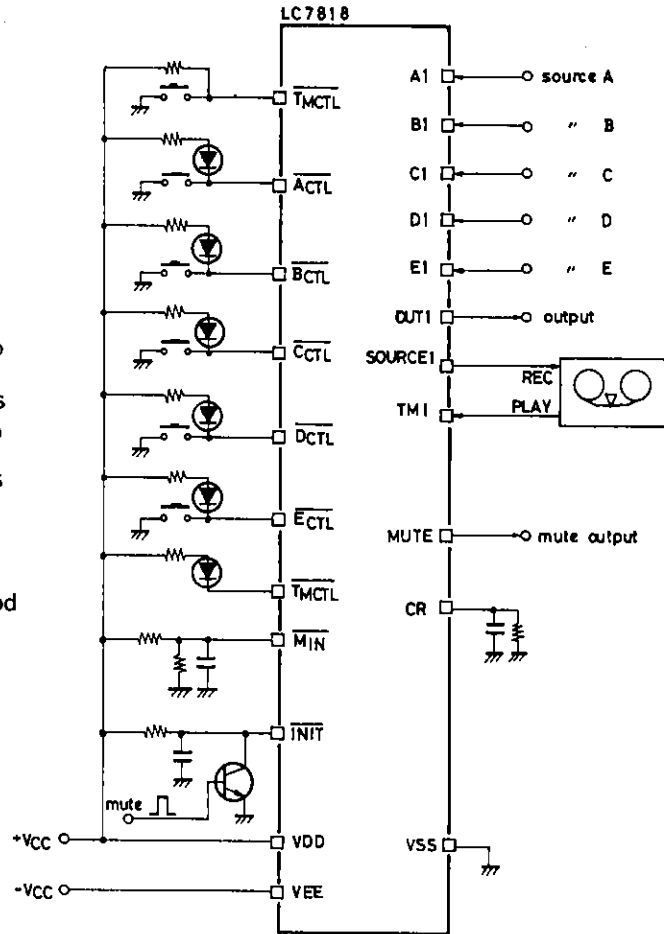 LC7818
TMCTL
ACTL
BCTL
CCTL
DCTL
ECTL
TMCTL
MIN
INIT
mute
+VCC
-VCC
VDD
VEE
A1 source A
B1 " B
C1 " C
D1 " D
E1 " E
OUT1 output
SOURCE1
REC
TM1
PLAY
MUTE mute output
CR
VSS
s
s
od